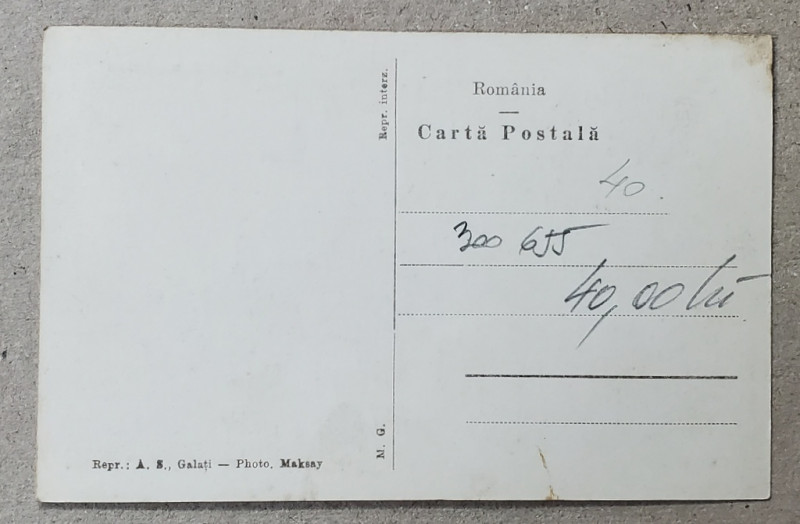 România
Cartă Postală
40
300 655
40,00 lei
Repr. interz.
M. G.
Repr.: A. S., Galați — Photo. Maksay